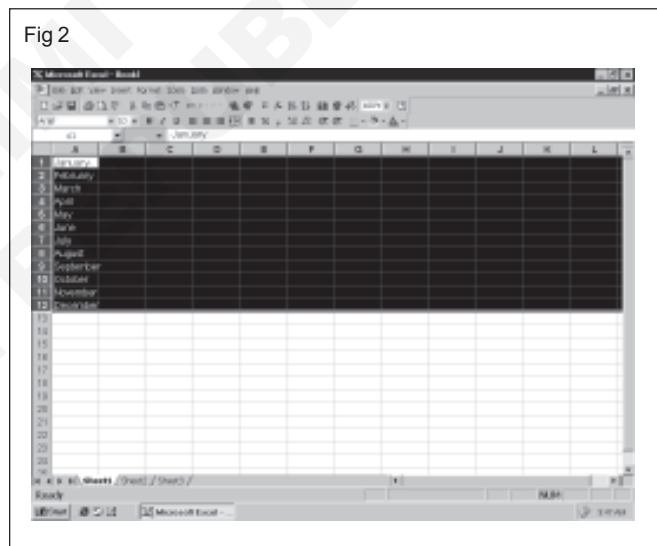 Fig 2
Microsoft Excel - Book1
A1 January
A B C D E F G H I J K L
1 January
2 February
3 March
4 April
5 May
6 June
7 July
8 August
9 September
10 October
11 November
12 December
13
14
15
16
17
18
19
20
21
22
23
24
Sheet1 / Sheet2 / Sheet3 /
Ready NUM
Start Microsoft Excel - ...